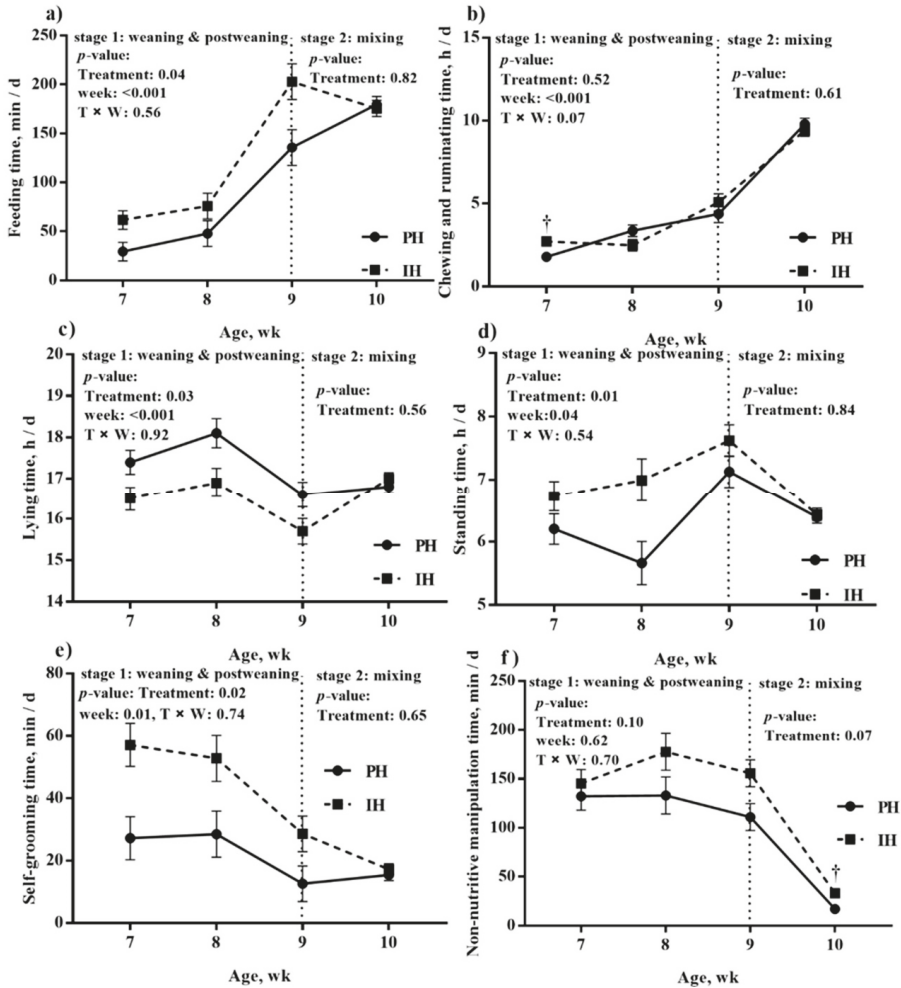 a)
stage 1: weaning & postweaning
stage 2: mixing
p-value:
Treatment: 0.04
week: <0.001
T × W: 0.56
p-value:
Treatment: 0.82
Feeding time, min / d
250
200
150
100
50
0
PH
IH
7 8 9 10
Age, wk
b)
stage 1: weaning & postweaning
stage 2: mixing
p-value:
Treatment: 0.52
week: <0.001
T × W: 0.07
p-value:
Treatment: 0.61
Chewing and ruminating time, h / d
15
10
5
0
†
PH
IH
7 8 9 10
Age, wk
c)
stage 1: weaning & postweaning
stage 2: mixing
p-value:
Treatment: 0.03
week: <0.001
T × W: 0.92
p-value:
Treatment: 0.56
Lying time, h / d
20
19
18
17
16
15
14
PH
IH
7 8 9 10
Age, wk
d)
stage 1: weaning & postweaning
stage 2: mixing
p-value:
Treatment: 0.01
week:0.04
T × W: 0.54
p-value:
Treatment: 0.84
Standing time, h / d
9
8
7
6
5
PH
IH
7 8 9 10
Age, wk
e)
stage 1: weaning & postweaning
stage 2: mixing
p-value: Treatment: 0.02
week: 0.01, T × W: 0.74
p-value:
Treatment: 0.65
Self-grooming time, min / d
80
60
40
20
0
PH
IH
7 8 9 10
Age, wk
f)
stage 1: weaning & postweaning
stage 2: mixing
p-value:
Treatment: 0.10
week: 0.62
T × W: 0.70
p-value:
Treatment: 0.07
Non-nutritive manipulation time, min / d
250
200
150
100
50
0
PH
IH
†
7 8 9 10
Age, wk